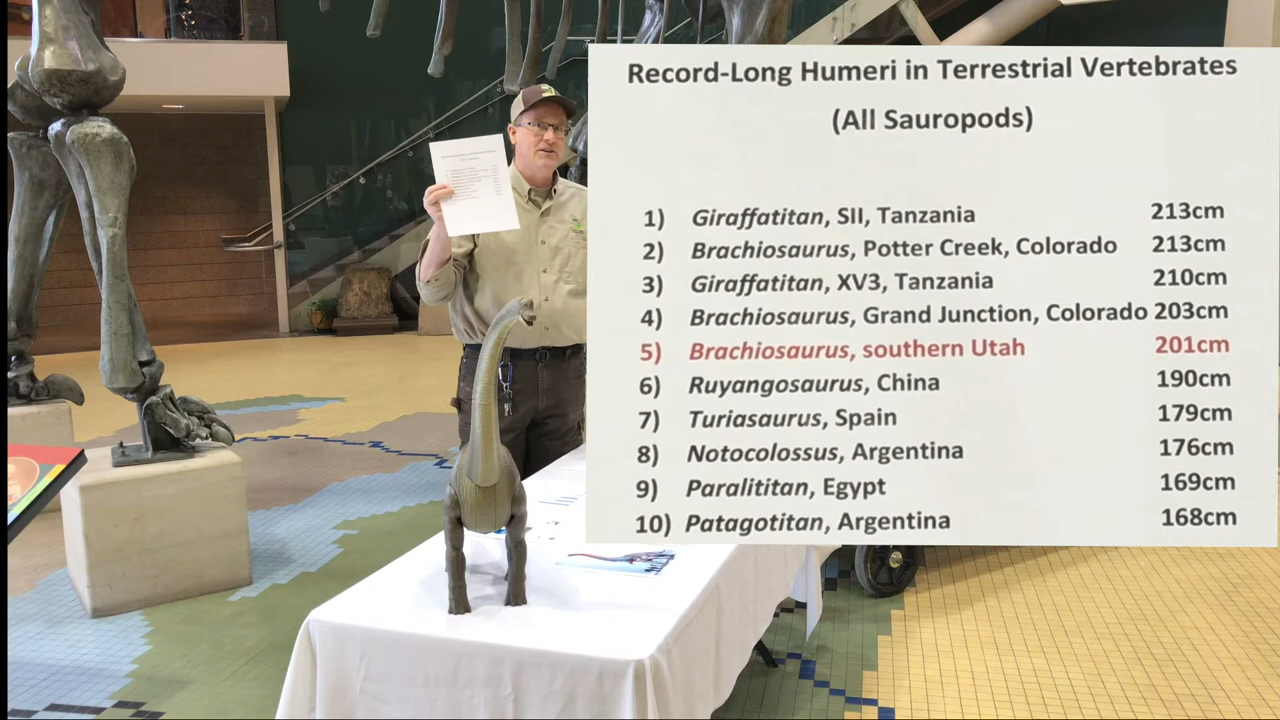 Record-Long Humeri in Terrestrial Vertebrates
(All Sauropods)
1) Giraffatitan, SII, Tanzania 213cm
2) Brachiosaurus, Potter Creek, Colorado 213cm
3) Giraffatitan, XV3, Tanzania 210cm
4) Brachiosaurus, Grand Junction, Colorado 203cm
5) Brachiosaurus, southern Utah 201cm
6) Ruyangosaurus, China 190cm
7) Turiasaurus, Spain 179cm
8) Notocolossus, Argentina 176cm
9) Paralititan, Egypt 169cm
10) Patagotitan, Argentina 168cm